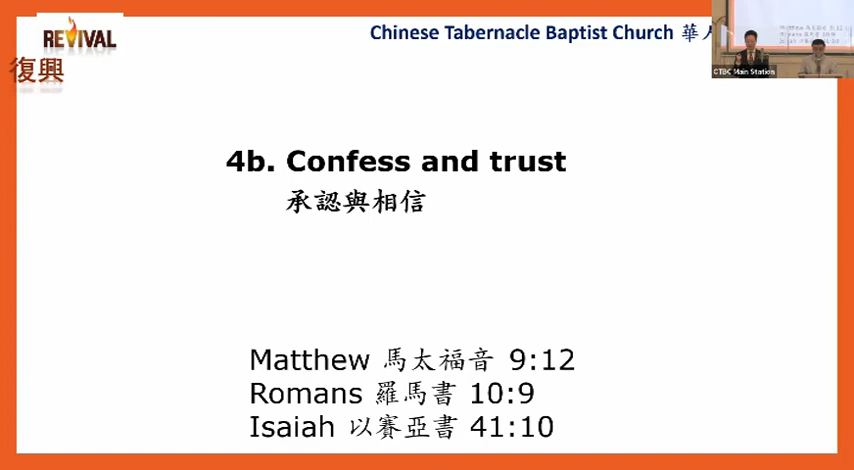 REVIVAL
復興
Chinese Tabernacle Baptist Church 華人
CTBC Main Station
4b. Confess and trust
承認與相信
Matthew 馬太福音 9:12
Romans 羅馬書 10:9
Isaiah 以賽亞書 41:10